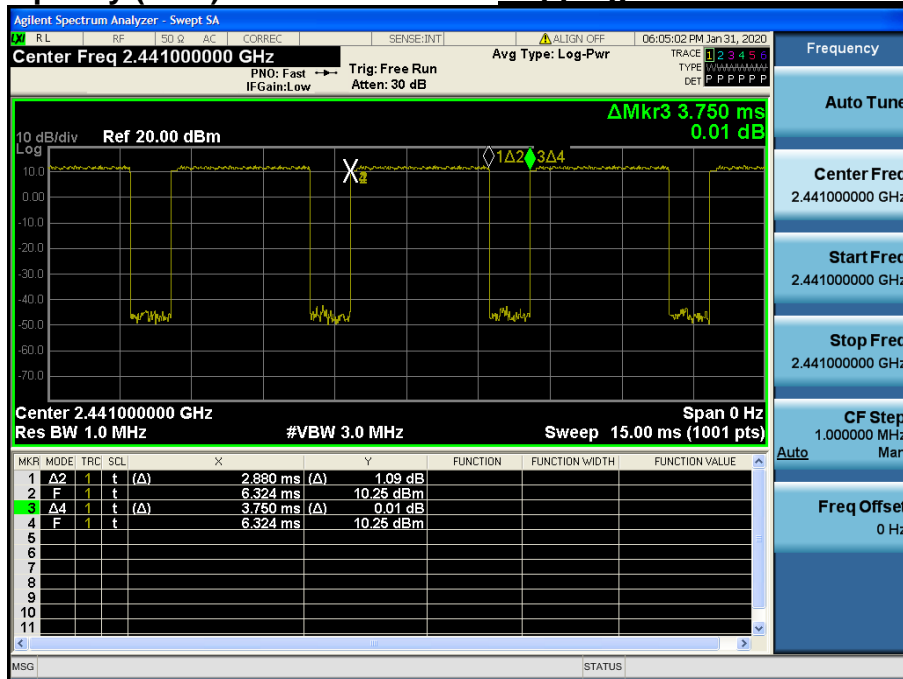 Agilent Spectrum Analyzer - Swept SA
LXI RL RF 50 Ω AC CORREC SENSE:INT ALIGN OFF 06:05:02 PM Jan 31, 2020
Center Freq 2.441000000 GHz
PNO: Fast
IFGain:Low
Trig: Free Run
Atten: 30 dB
Avg Type: Log-Pwr
TRACE 1 2 3 4 5 6
TYPE
DET P P P P P P
ΔMkr3 3.750 ms
0.01 dB
10 dB/div Ref 20.00 dBm
Log
10.0
0.00
-10.0
-20.0
-30.0
-40.0
-50.0
-60.0
-70.0
X2
1Δ2
3Δ4
Center 2.441000000 GHz Span 0 Hz
Res BW 1.0 MHz #VBW 3.0 MHz Sweep 15.00 ms (1001 pts)
MKR MODE TRC SCL X Y FUNCTION FUNCTION WIDTH FUNCTION VALUE
1 Δ2 1 t (Δ) 2.880 ms (Δ) 1.09 dB
2 F 1 t 6.324 ms 10.25 dBm
3 Δ4 1 t (Δ) 3.750 ms (Δ) 0.01 dB
4 F 1 t 6.324 ms 10.25 dBm
5
6
7
8
9
10
11
MSG STATUS
Frequency
Auto Tune
Center Freq
2.441000000 GHz
Start Freq
2.441000000 GHz
Stop Freq
2.441000000 GHz
CF Step
1.000000 MHz
Auto Man
Freq Offset
0 Hz